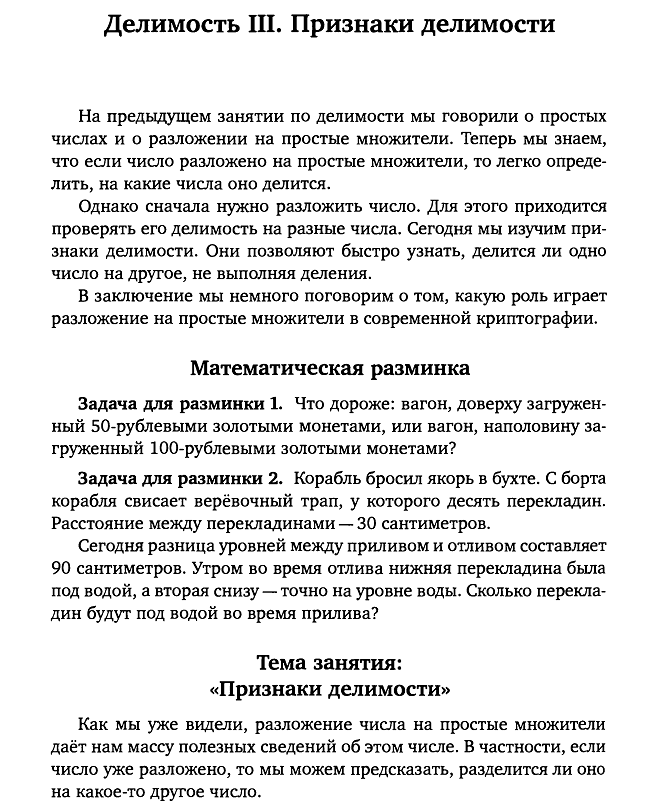 Делимость III. Признаки делимости
На предыдущем занятии по делимости мы говорили о простых
числах и о разложении на простые множители. Теперь мы знаем,
что если число разложено на простые множители, то легко опреде-
лить, на какие числа оно делится.
Однако сначала нужно разложить число. Для этого приходится
проверять его делимость на разные числа. Сегодня мы изучим при-
знаки делимости. Они позволяют быстро узнать, делится ли одно
число на другое, не выполняя деления.
В заключение мы немного поговорим о том, какую роль играет
разложение на простые множители в современной криптографии.
Математическая разминка
Задача для разминки 1. Что дороже: вагон, доверху загружен-
ный 50-рублевыми золотыми монетами, или вагон, наполовину за-
груженный 100-рублевыми золотыми монетами?
Задача для разминки 2. Корабль бросил якорь в бухте. С борта
корабля свисает верёвочный трап, у которого десять перекладин.
Расстояние между перекладинами — 30 сантиметров.
Сегодня разница уровней между приливом и отливом составляет
90 сантиметров. Утром во время отлива нижняя перекладина была
под водой, а вторая снизу — точно на уровне воды. Сколько перекла-
дин будут под водой во время прилива?
Тема занятия:
«Признаки делимости»
Как мы уже видели, разложение числа на простые множители
даёт нам массу полезных сведений об этом числе. В частности, если
число уже разложено, то мы можем предсказать, разделится ли оно
на какое-то другое число.